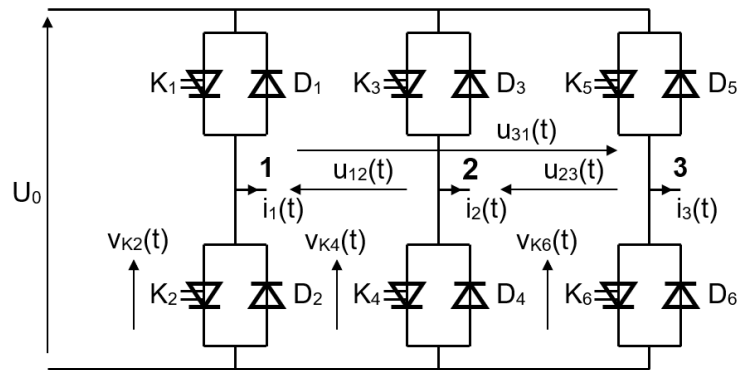 K₁ D₁ K₃ D₃ K₅ D₅
u₃₁(t)
1 2 3
U₀ u₁₂(t) u₂₃(t)
i₁(t) i₂(t) i₃(t)
v_K2(t) v_K4(t) v_K6(t)
K₂ D₂ K₄ D₄ K₆ D₆